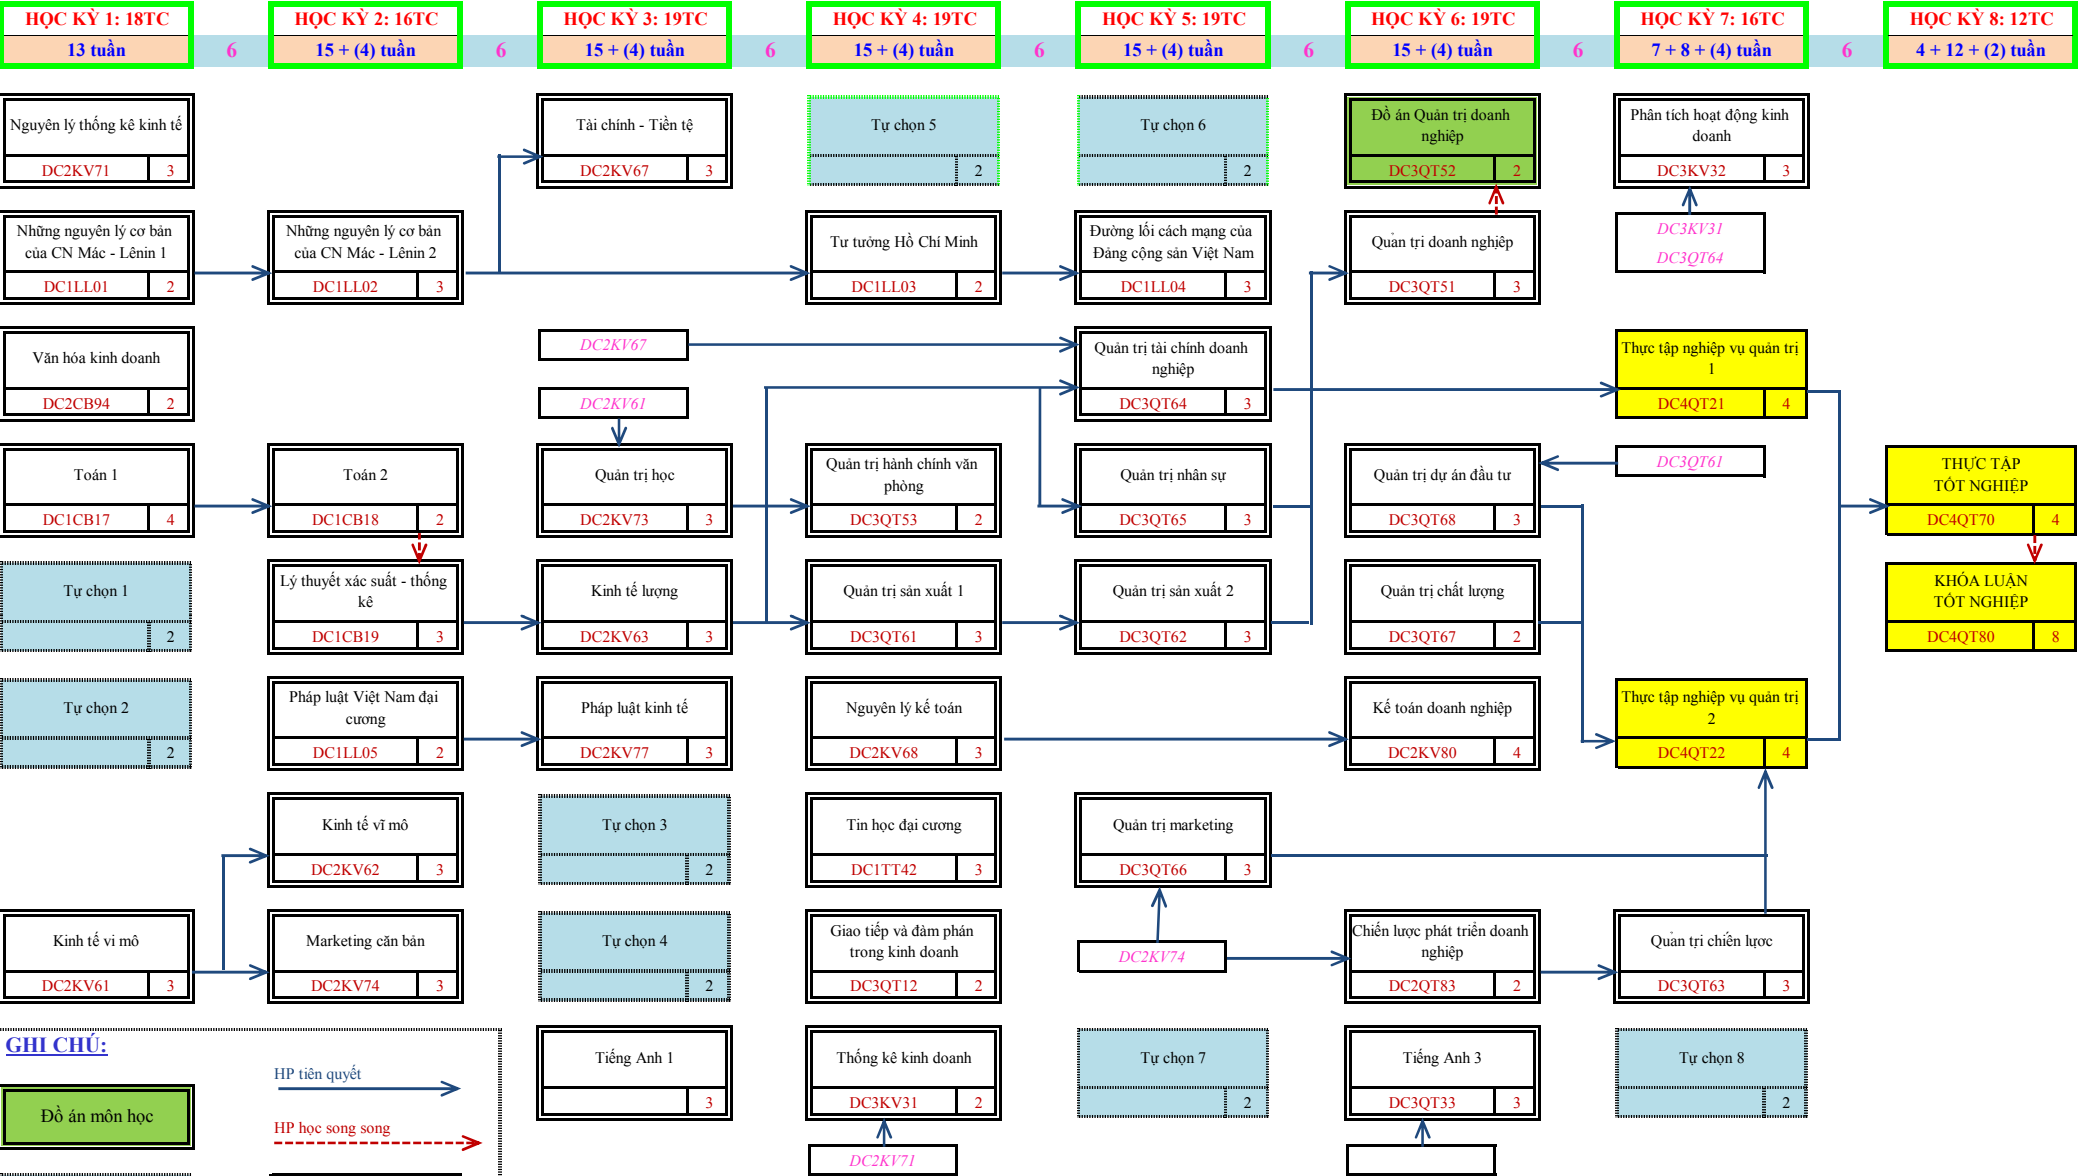 HỌC KỲ 1: 18TC
13 tuần
6
HỌC KỲ 2: 16TC
15 + (4) tuần
6
HỌC KỲ 3: 19TC
15 + (4) tuần
6
HỌC KỲ 4: 19TC
15 + (4) tuần
6
HỌC KỲ 5: 19TC
15 + (4) tuần
6
HỌC KỲ 6: 19TC
15 + (4) tuần
6
HỌC KỲ 7: 16TC
7 + 8 + (4) tuần
6
HỌC KỲ 8: 12TC
4 + 12 + (2) tuần
Nguyên lý thống kê kinh tế
DC2KV71 3
Tài chính - Tiền tệ
DC2KV67 3
Tự chọn 5
2
Tự chọn 6
2
Đồ án Quản trị doanh
nghiệp
DC3QT52 2
Phân tích hoạt động kinh
doanh
DC3KV32 3
Những nguyên lý cơ bản
của CN Mác - Lênin 1
DC1LL01 2
Những nguyên lý cơ bản
của CN Mác - Lênin 2
DC1LL02 3
Tư tưởng Hồ Chí Minh
DC1LL03 2
Đường lối cách mạng của
Đảng cộng sản Việt Nam
DC1LL04 3
Quản trị doanh nghiệp
DC3QT51 3
DC3KV31
DC3QT64
Văn hóa kinh doanh
DC2CB94 2
DC2KV67
DC2KV61
Quản trị tài chính doanh
nghiệp
DC3QT64 3
Thực tập nghiệp vụ quản trị
1
DC4QT21 4
Toán 1
DC1CB17 4
Toán 2
DC1CB18 2
Quản trị học
DC2KV73 3
Quản trị hành chính văn
phòng
DC3QT53 2
Quản trị nhân sự
DC3QT65 3
Quản trị dự án đầu tư
DC3QT68 3
DC3QT61
THỰC TẬP
TỐT NGHIỆP
DC4QT70 4
Tự chọn 1
2
Lý thuyết xác suất - thống
kê
DC1CB19 3
Kinh tế lượng
DC2KV63 3
Quản trị sản xuất 1
DC3QT61 3
Quản trị sản xuất 2
DC3QT62 3
Quản trị chất lượng
DC3QT67 2
KHÓA LUẬN
TỐT NGHIỆP
DC4QT80 8
Tự chọn 2
2
Pháp luật Việt Nam đại
cương
DC1LL05 2
Pháp luật kinh tế
DC2KV77 3
Nguyên lý kế toán
DC2KV68 3
Kế toán doanh nghiệp
DC2KV80 4
Thực tập nghiệp vụ quản trị
2
DC4QT22 4
Kinh tế vĩ mô
DC2KV62 3
Tự chọn 3
2
Tin học đại cương
DC1TT42 3
Quản trị marketing
DC3QT66 3
Kinh tế vi mô
DC2KV61 3
Marketing căn bản
DC2KV74 3
Tự chọn 4
2
Giao tiếp và đàm phán
trong kinh doanh
DC3QT12 2
DC2KV74
Chiến lược phát triển doanh
nghiệp
DC2QT83 2
Quản trị chiến lược
DC3QT63 3
GHI CHÚ:
HP tiên quyết
Đồ án môn học
HP học song song
Tiếng Anh 1
3
Thống kê kinh doanh
DC3KV31 2
DC2KV71
Tự chọn 7
2
Tiếng Anh 3
DC3QT33 3
Tự chọn 8
2